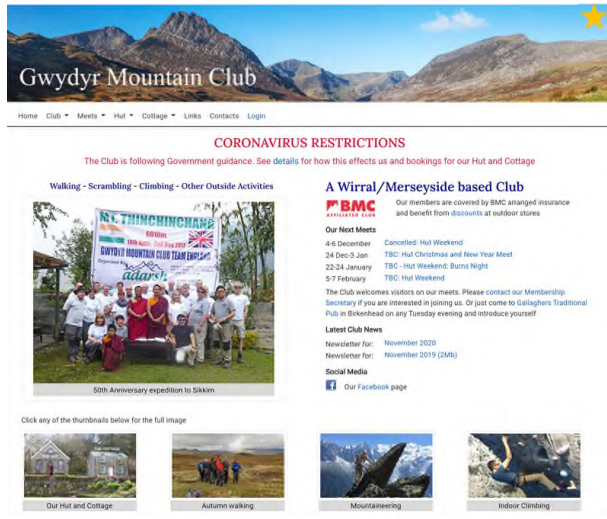 Gwydyr Mountain Club
Home Club Meets Hut Cottage Links Contacts Login
CORONAVIRUS RESTRICTIONS
The Club is following Government guidance. See details for how this effects us and bookings for our Hut and Cottage
Walking - Scrambling - Climbing - Other Outside Activities
MT. THINCHINCHANG
GWYDYR MOUNTAIN CLUB TEAM ENGLAND
adarsh
50th Anniversary expedition to Sikkim
A Wirral/Merseyside based Club
BMC
AFFILIATED CLUB
Our members are covered by BMC arranged insurance
and benefit from discounts at outdoor stores
Our Next Meets
4-6 December Cancelled: Hut Weekend
24 Dec-3 Jan TBC: Hut Christmas and New Year Meet
22-24 January TBC - Hut Weekend: Burns Night
5-7 February TBC: Hut Weekend
The Club welcomes visitors on our meets. Please contact our Membership
Secretary if you are interested in joining us. Or just come to Gallaghers Traditional
Pub in Birkenhead on any Tuesday evening and introduce yourself
Latest Club News
Newsletter for: November 2020
Newsletter for: November 2019 (2Mb)
Social Media
Our Facebook page
Click any of the thumbnails below for the full image
Our Hut and Cottage
Autumn walking
Mountaineering
Indoor Climbing